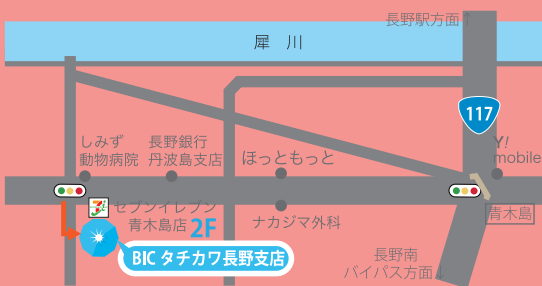 長野駅方面↑
犀 川
117
しみず
動物病院
長野銀行
丹波島支店
ほっともっと
Y!
mobile
セブンイレブン
青木島店 2F
ナカジマ外科
青木島
BIC タチカワ長野支店
長野南
バイパス方面↓